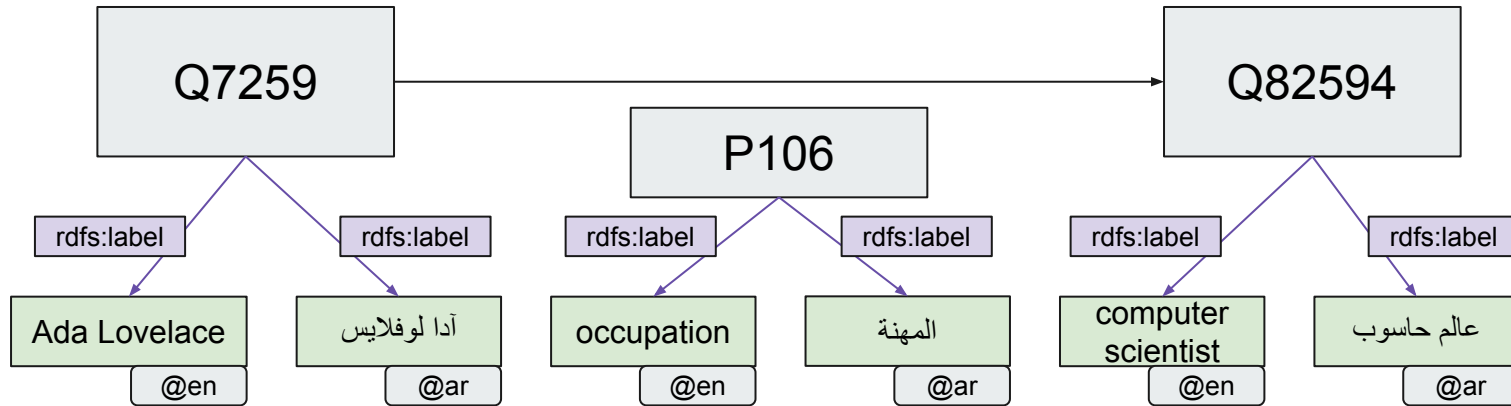 Q7259
Q82594
P106
rdfs:label
rdfs:label
rdfs:label
rdfs:label
rdfs:label
rdfs:label
Ada Lovelace
آدا لوفلايس
occupation
المهنة
computer
scientist
عالم حاسوب
@en
@ar
@en
@ar
@en
@ar